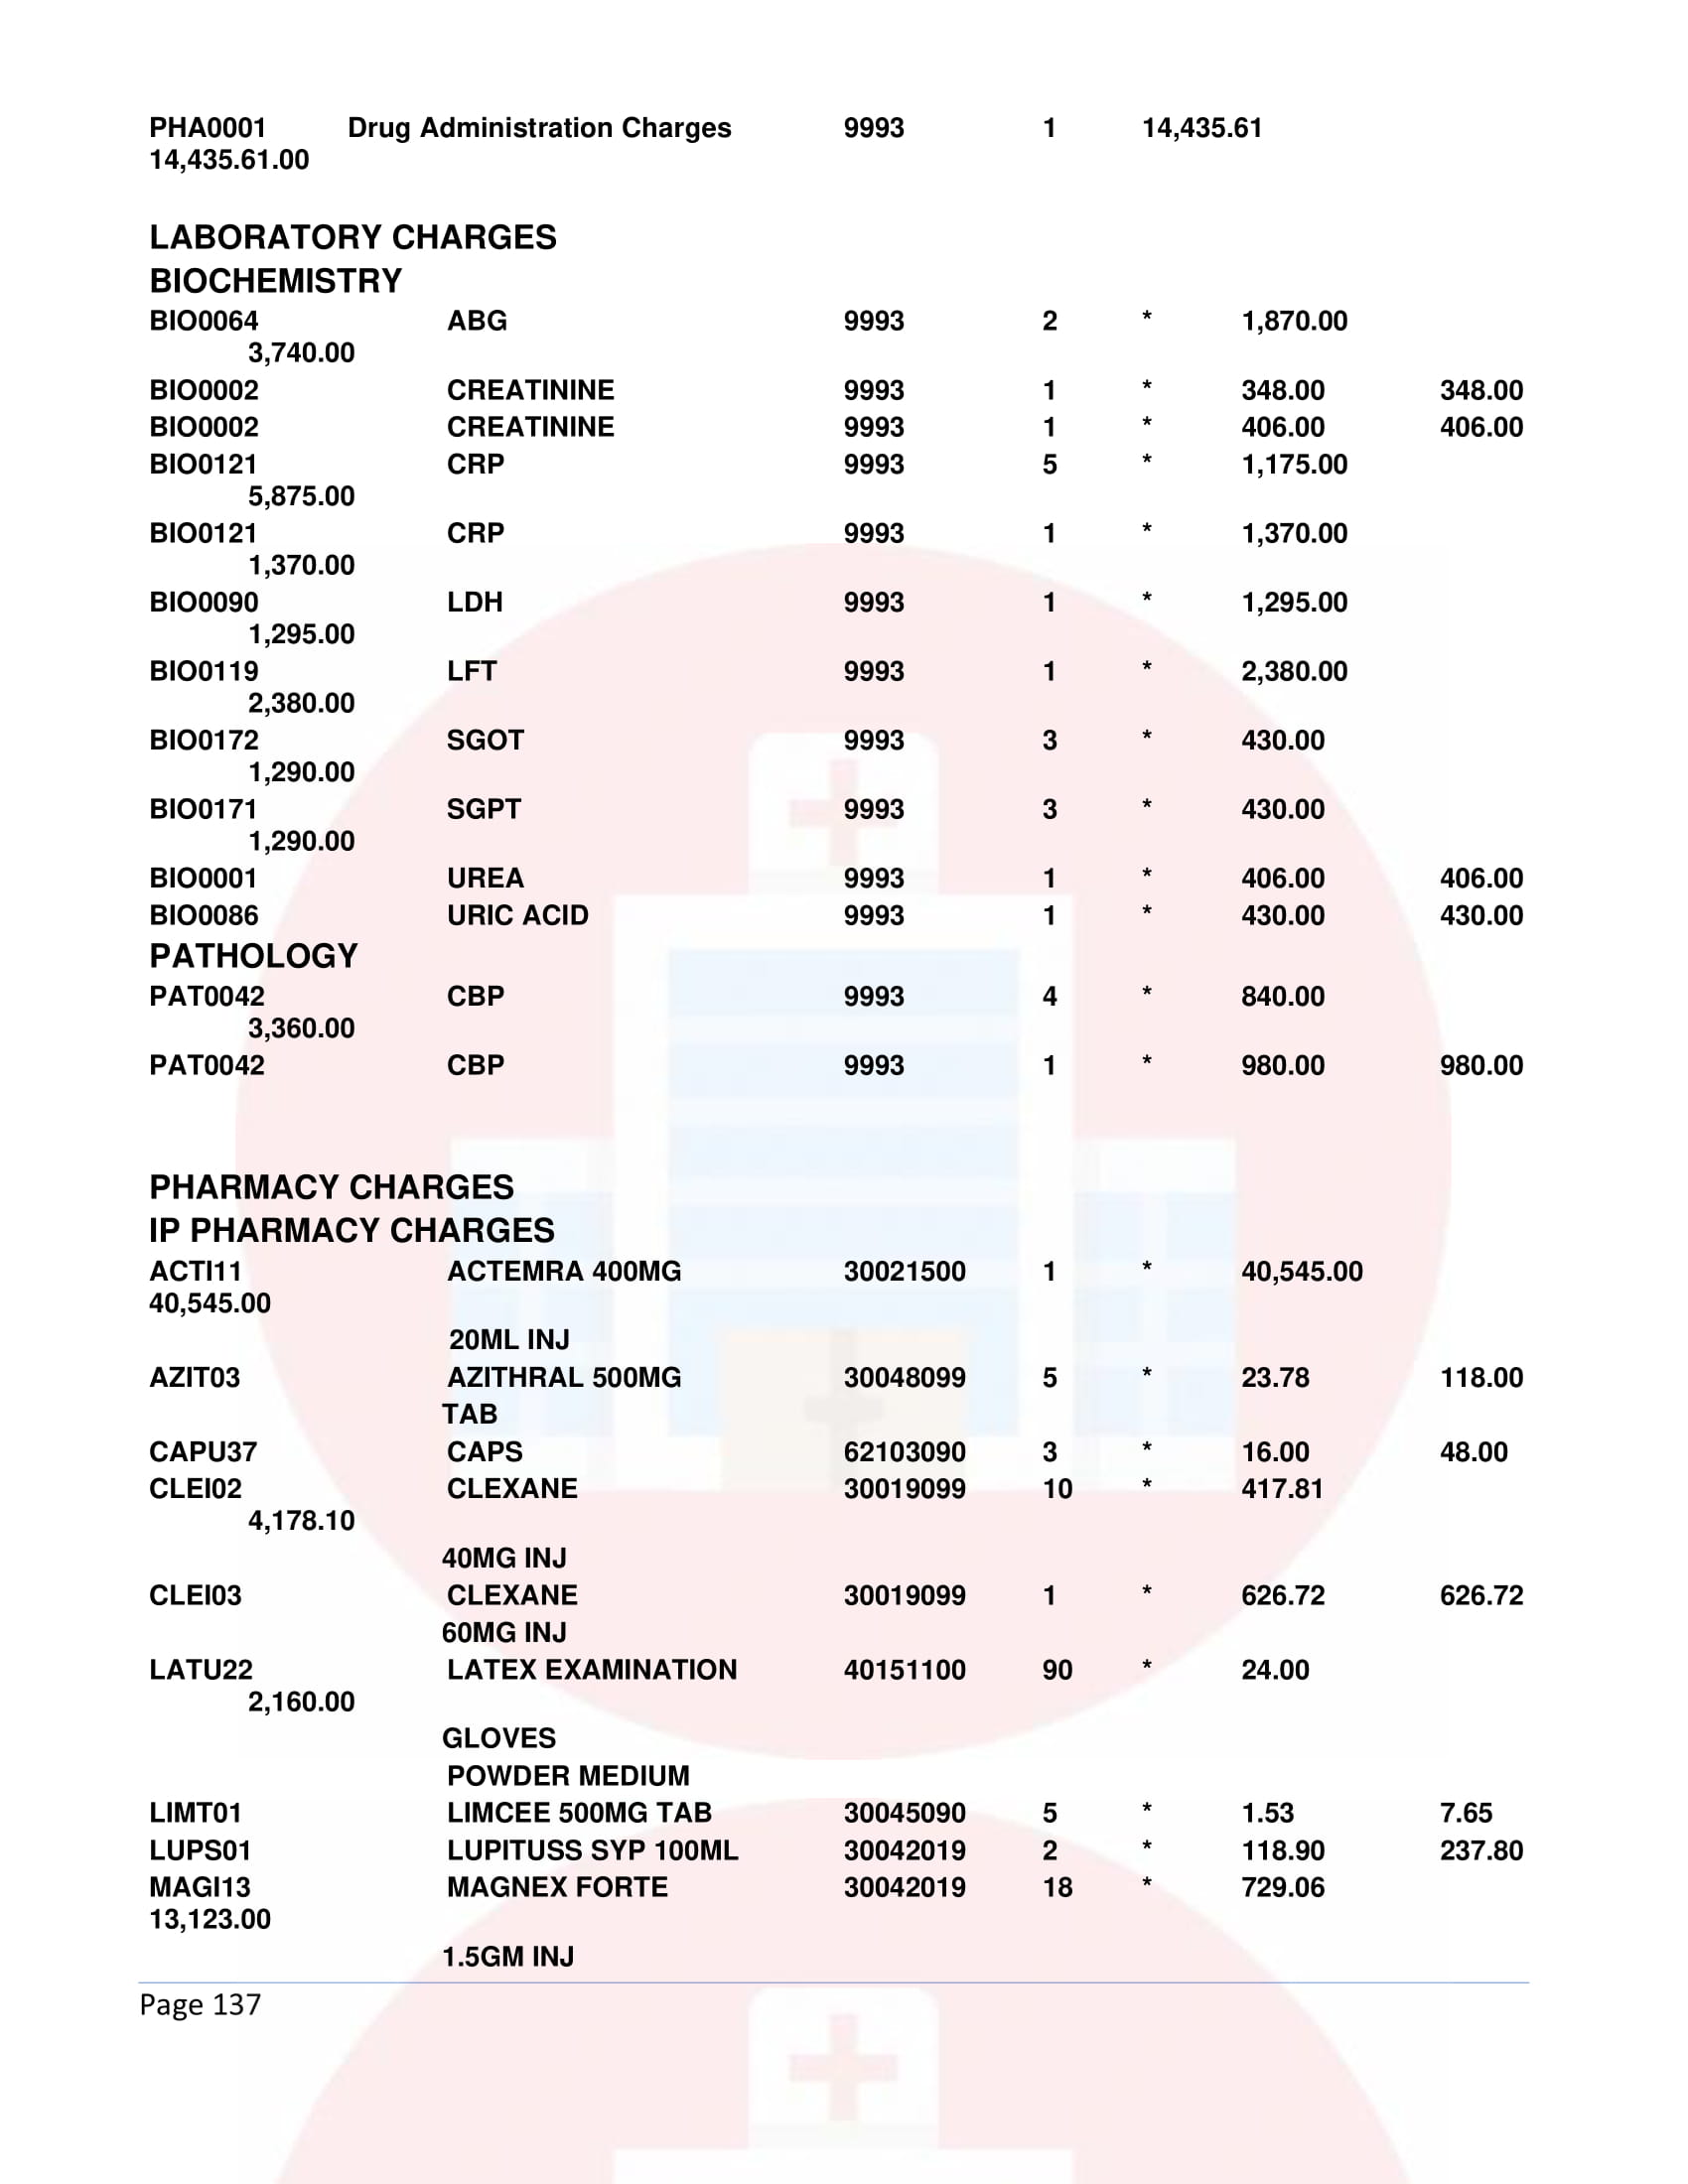 PHA0001 Drug Administration Charges 9993 1 14,435.61
14,435.61.00
LABORATORY CHARGES
BIOCHEMISTRY
BIO0064 ABG 9993 2 * 1,870.00
3,740.00
BIO0002 CREATININE 9993 1 * 348.00 348.00
BIO0002 CREATININE 9993 1 * 406.00 406.00
BIO0121 CRP 9993 5 * 1,175.00
5,875.00
BIO0121 CRP 9993 1 * 1,370.00
1,370.00
BIO0090 LDH 9993 1 * 1,295.00
1,295.00
BIO0119 LFT 9993 1 * 2,380.00
2,380.00
BIO0172 SGOT 9993 3 * 430.00
1,290.00
BIO0171 SGPT 9993 3 * 430.00
1,290.00
BIO0001 UREA 9993 1 * 406.00 406.00
BIO0086 URIC ACID 9993 1 * 430.00 430.00
PATHOLOGY
PAT0042 CBP 9993 4 * 840.00
3,360.00
PAT0042 CBP 9993 1 * 980.00 980.00
PHARMACY CHARGES
IP PHARMACY CHARGES
ACTI11 ACTEMRA 400MG 30021500 1 * 40,545.00
40,545.00
20ML INJ
AZIT03 AZITHRAL 500MG 30048099 5 * 23.78 118.00
TAB
CAPU37 CAPS 62103090 3 * 16.00 48.00
CLEI02 CLEXANE 30019099 10 * 417.81
4,178.10
40MG INJ
CLEI03 CLEXANE 30019099 1 * 626.72 626.72
60MG INJ
LATU22 LATEX EXAMINATION 40151100 90 * 24.00
2,160.00
GLOVES
POWDER MEDIUM
LIMT01 LIMCEE 500MG TAB 30045090 5 * 1.53 7.65
LUPS01 LUPITUSS SYP 100ML 30042019 2 * 118.90 237.80
MAGI13 MAGNEX FORTE 30042019 18 * 729.06
13,123.00
1.5GM INJ
Page 137